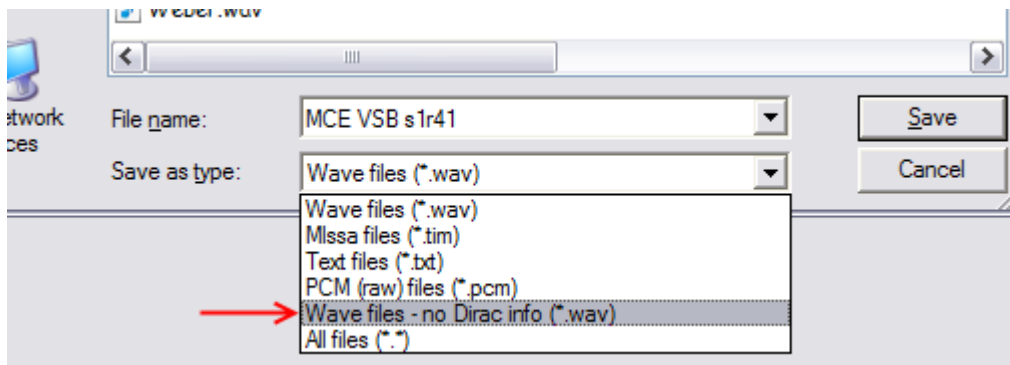 Weber.wav
etwork
ces
File name:
MCE VSB s1r41
Save
Save as type:
Wave files (*.wav)
Cancel
Wave files (*.wav)
Mlssa files (*.tim)
Text files (*.txt)
PCM (raw) files (*.pcm)
Wave files - no Dirac info (*.wav)
All files (*.*)